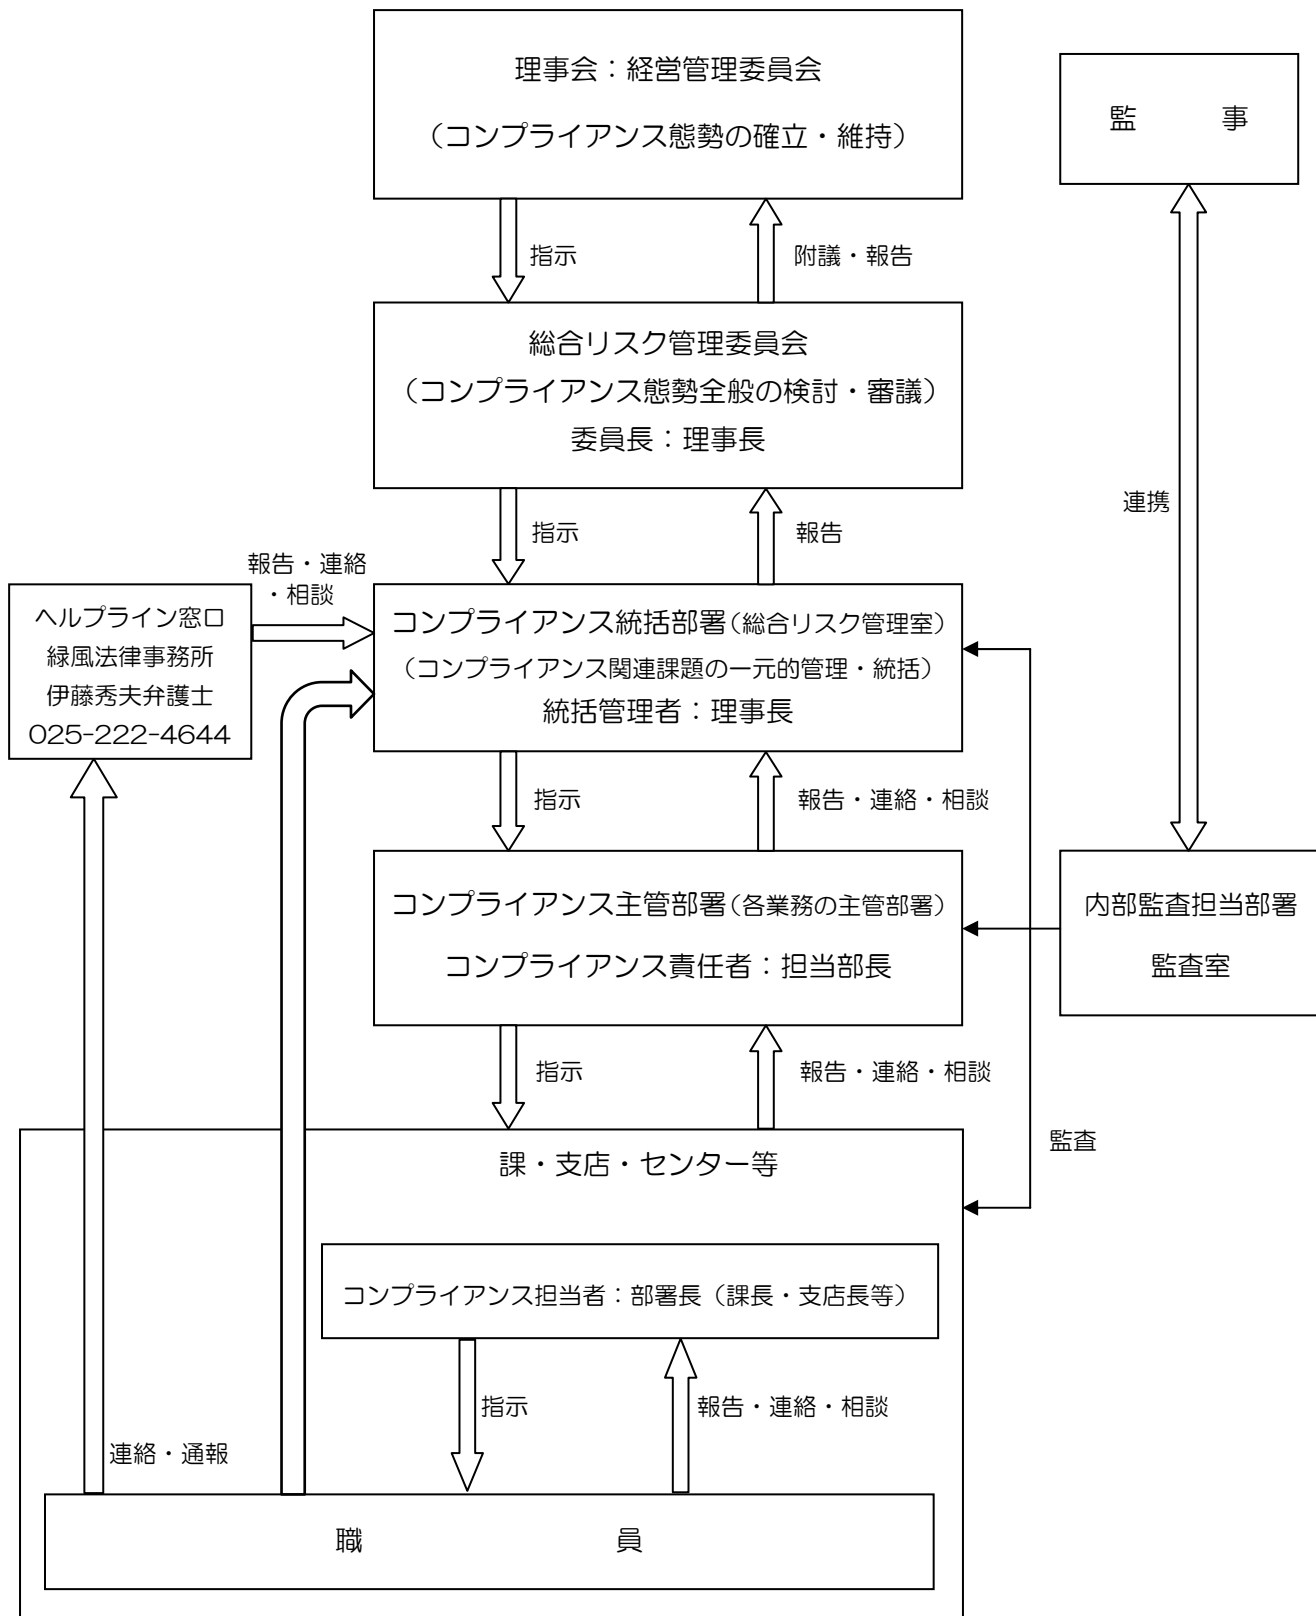 理事会：経営管理委員会
（コンプライアンス態勢の確立・維持）
監　　事
指示
附議・報告
総合リスク管理委員会
（コンプライアンス態勢全般の検討・審議）
委員長：理事長
連携
指示
報告
報告・連絡
・相談
ヘルプライン窓口
緑風法律事務所
伊藤秀夫弁護士
025-222-4644
コンプライアンス統括部署（総合リスク管理室）
（コンプライアンス関連課題の一元的管理・統括）
統括管理者：理事長
指示
報告・連絡・相談
コンプライアンス主管部署（各業務の主管部署）
コンプライアンス責任者：担当部長
内部監査担当部署
監査室
指示
報告・連絡・相談
監査
課・支店・センター等
コンプライアンス担当者：部署長（課長・支店長等）
指示
報告・連絡・相談
連絡・通報
職　　　　員